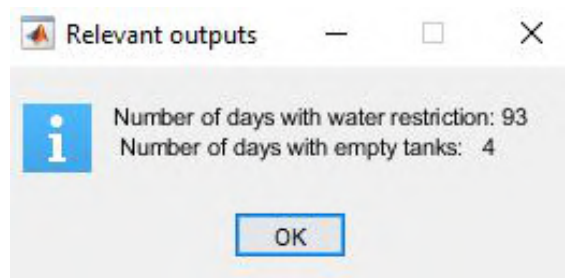 Relevant outputs
Number of days with water restriction: 93
Number of days with empty tanks: 4
OK